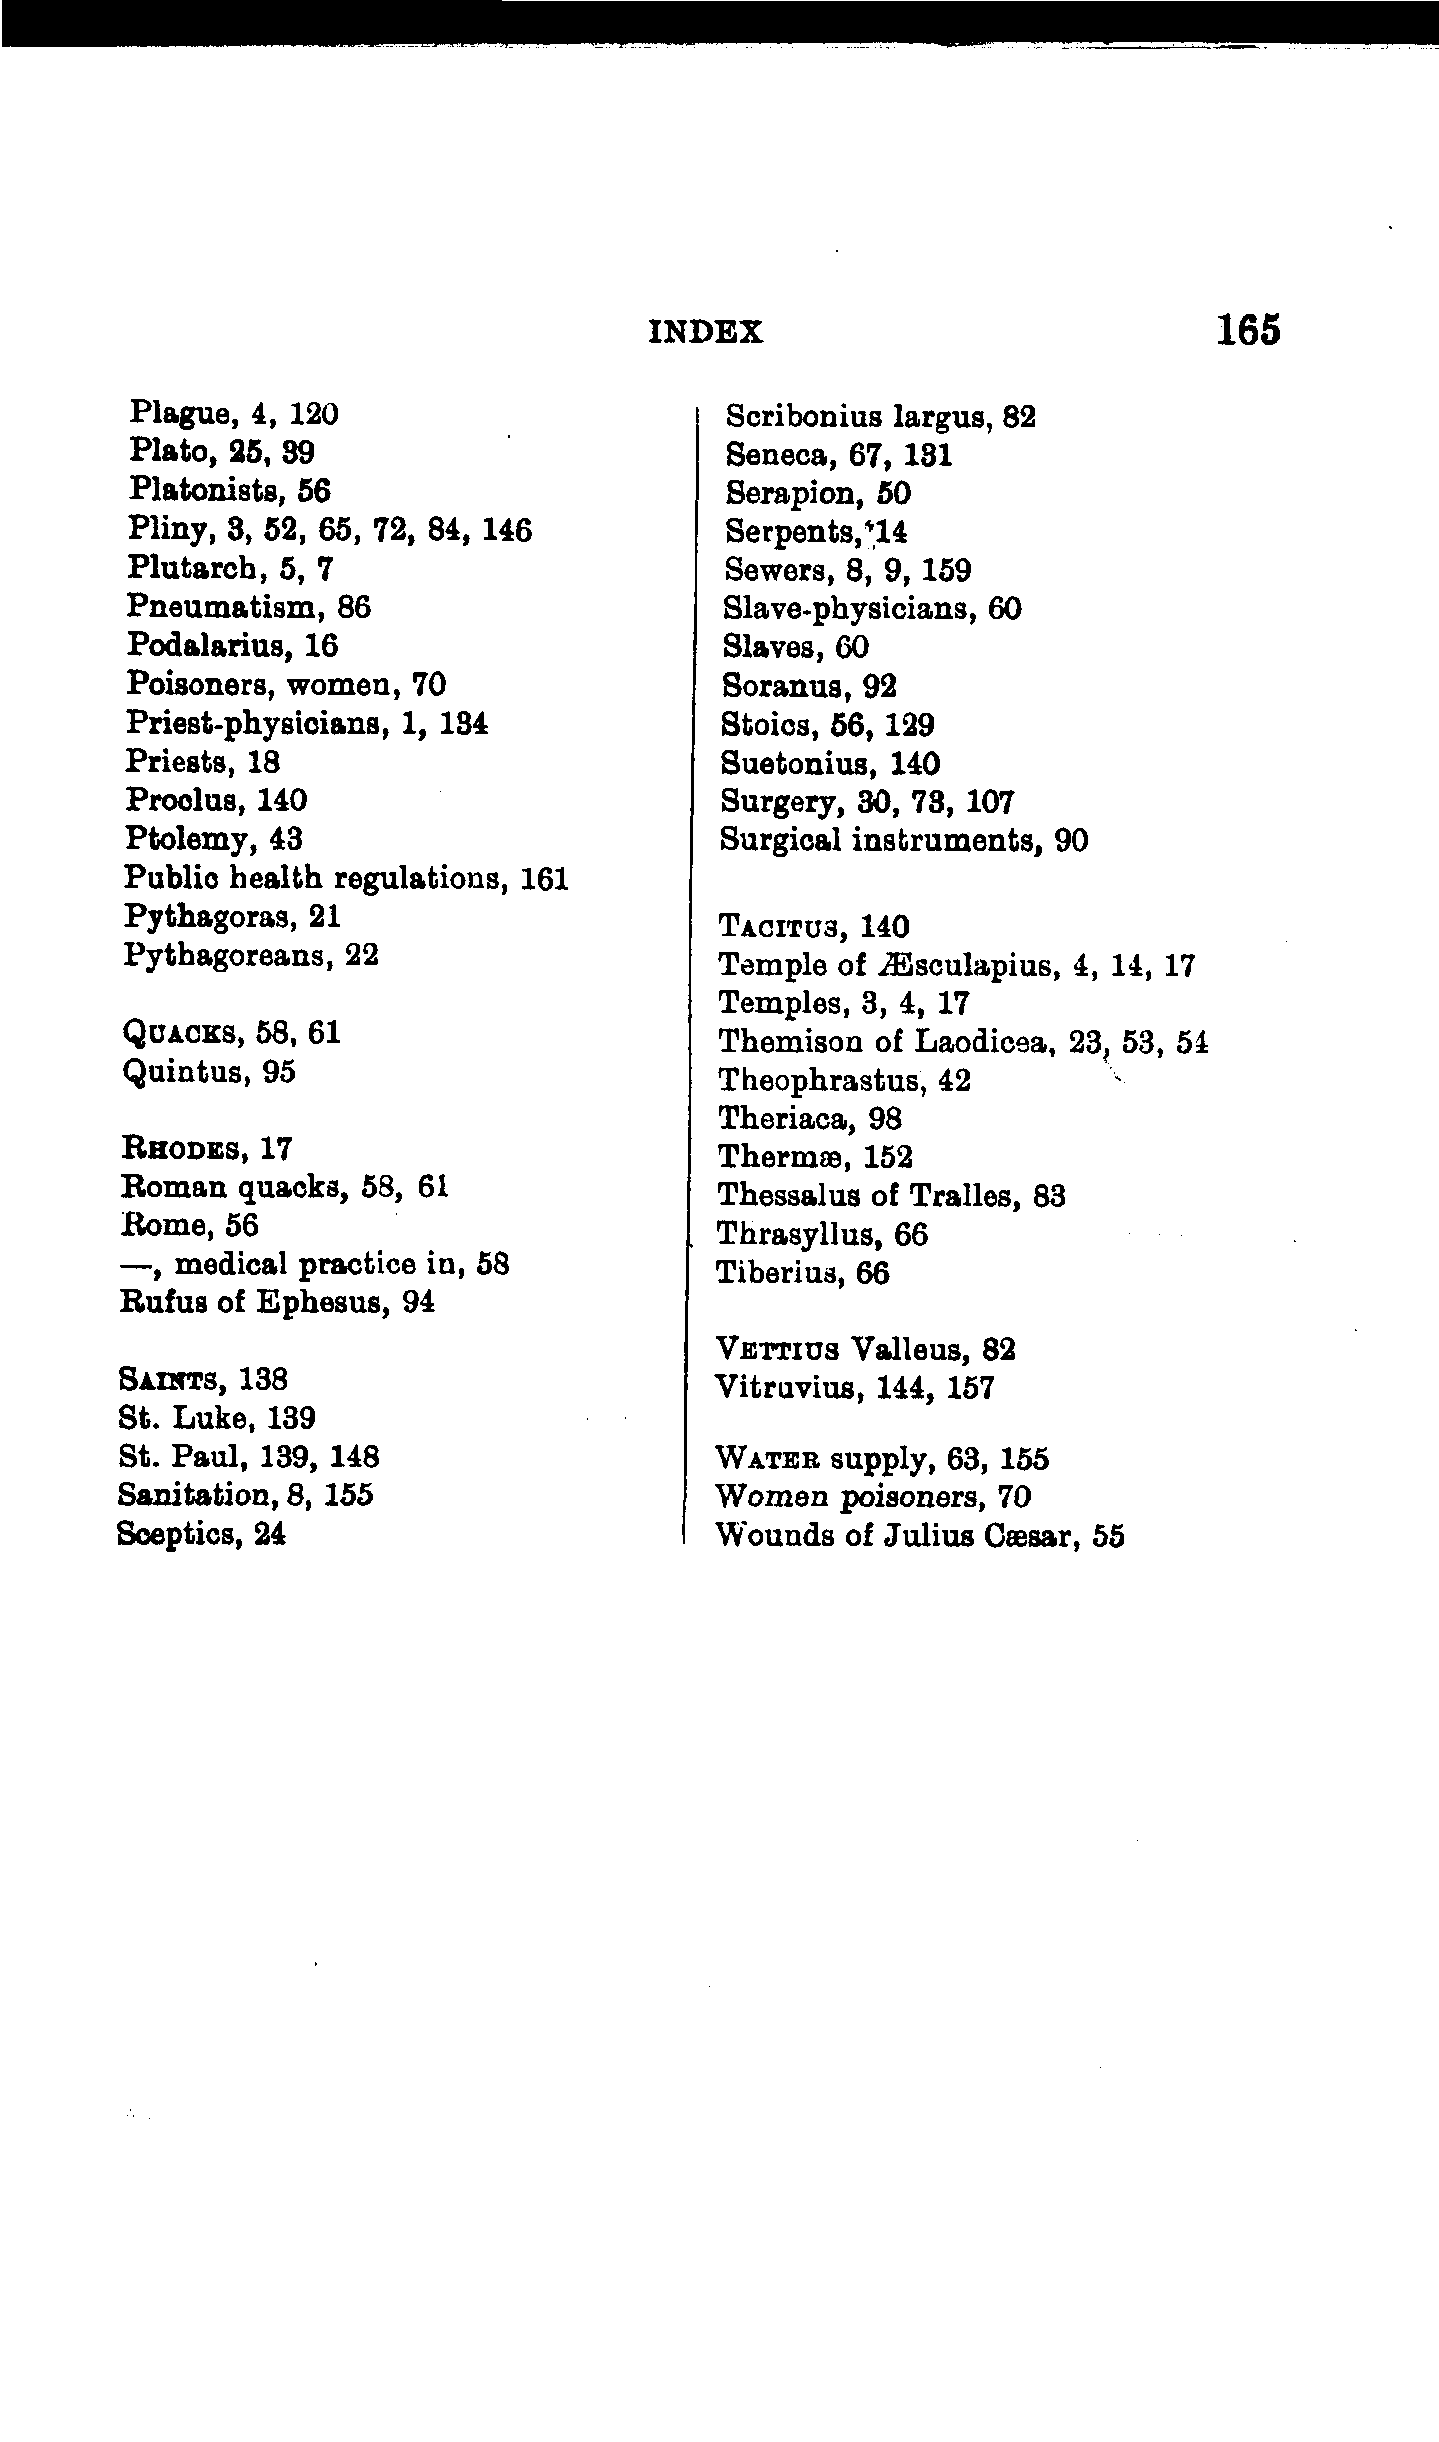 INDEX 165
Plague, 4, 120
Plato, 25, 39
Platonists, 56
Pliny, 3, 52, 65, 72, 84, 146
Plutarch, 5, 7
Pneumatism, 86
Podalarius, 16
Poisoners, women, 70
Priest-physicians, 1, 134
Priests, 18
Proclus, 140
Ptolemy, 43
Public health regulations, 161
Pythagoras, 21
Pythagoreans, 22
QUACKS, 58, 61
Quintus, 95
RHODES, 17
Roman quacks, 58, 61
Rome, 56
—, medical practice in, 58
Rufus of Ephesus, 94
SAINTS, 138
St. Luke, 139
St. Paul, 139, 148
Sanitation, 8, 155
Sceptics, 24
Scribonius largus, 82
Seneca, 67, 131
Serapion, 50
Serpents, 14
Sewers, 8, 9, 159
Slave-physicians, 60
Slaves, 60
Soranus, 92
Stoics, 56, 129
Suetonius, 140
Surgery, 30, 73, 107
Surgical instruments, 90
TACITUS, 140
Temple of Æsculapius, 4, 14, 17
Temples, 3, 4, 17
Themison of Laodicea, 23, 53, 54
Theophrastus, 42
Theriaca, 98
Thermæ, 152
Thessalus of Tralles, 83
Thrasyllus, 66
Tiberius, 66
VETTIUS Valleus, 82
Vitruvius, 144, 157
WATER supply, 63, 155
Women poisoners, 70
Wounds of Julius Cæsar, 55